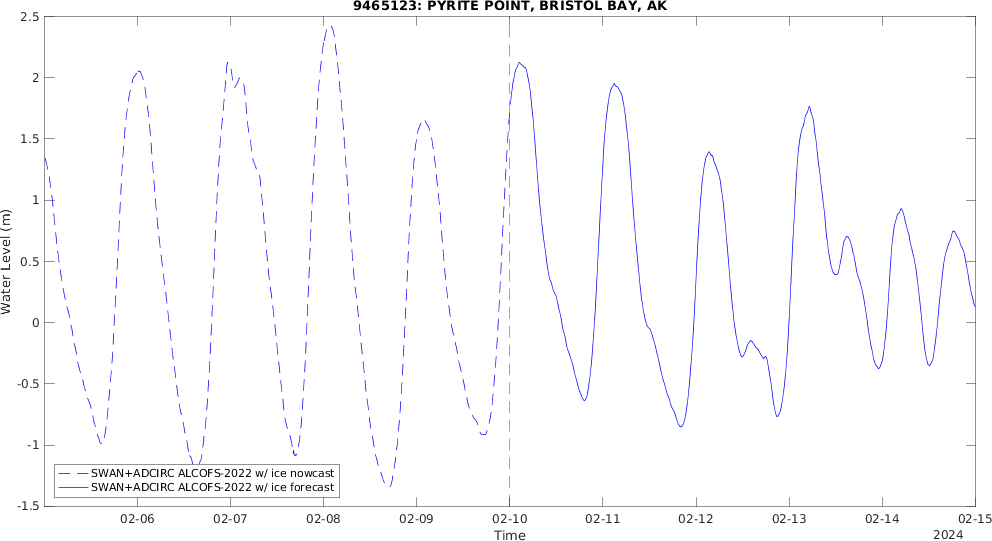 9465123: PYRITE POINT, BRISTOL BAY, AK
2.5
2
1.5
1
0.5
0
-0.5
-1
-1.5
Water Level (m)
SWAN+ADCIRC ALCOFS-2022 w/ ice nowcast
SWAN+ADCIRC ALCOFS-2022 w/ ice forecast
02-06 02-07 02-08 02-09 02-10 02-11 02-12 02-13 02-14 02-15
Time
2024